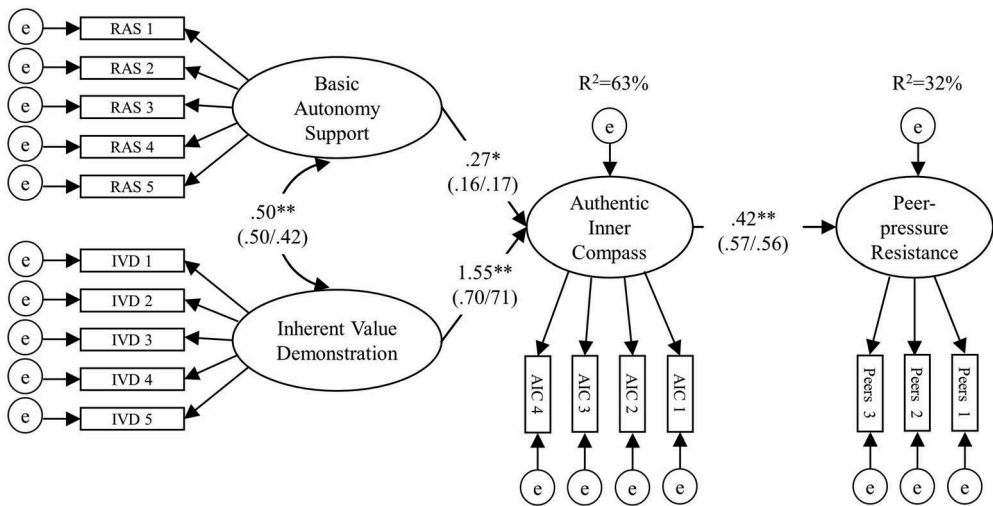 e
RAS 1
e
RAS 2
e
RAS 3
e
RAS 4
e
RAS 5
Basic
Autonomy
Support
.50**
(.50/.42)
e
IVD 1
e
IVD 2
e
IVD 3
e
IVD 4
e
IVD 5
Inherent Value
Demonstration
.27*
(.16/.17)
1.55**
(.70/71)
R²=63%
e
Authentic
Inner
Compass
AIC 4
AIC 3
AIC 2
AIC 1
e
e
e
e
.42**
(.57/.56)
R²=32%
e
Peer-
pressure
Resistance
Peers 3
Peers 2
Peers 1
e
e
e